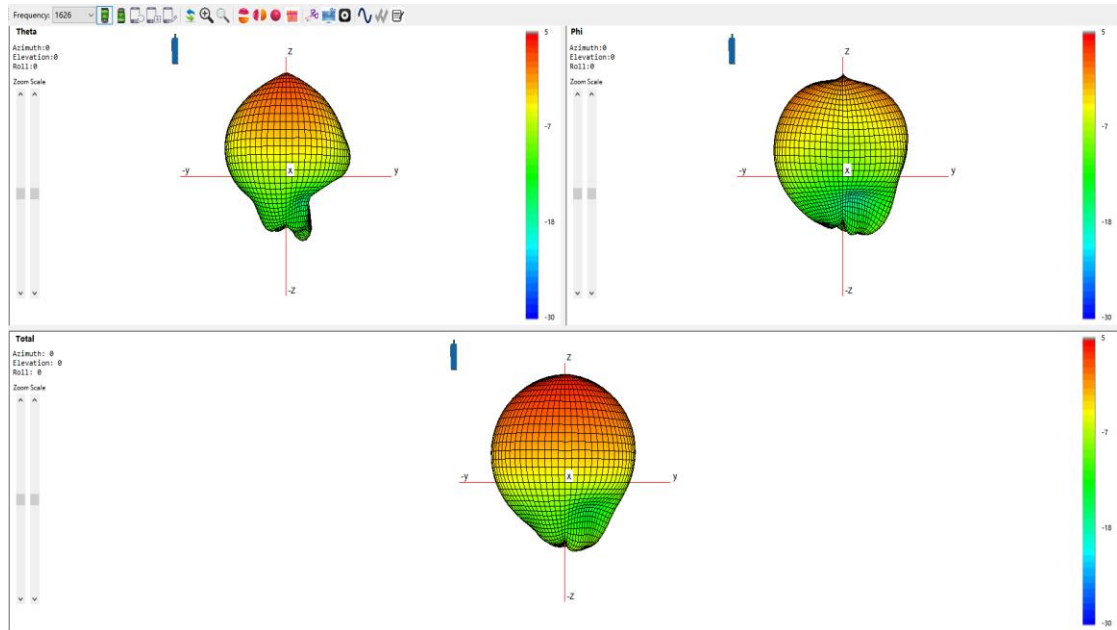 Frequency: 1626
Theta
Azimuth:0
Elevation:0
Roll:0
Zoom Scale
Z
-y
X
y
-Z
5
-7
-18
-30
Phi
Azimuth:0
Elevation:0
Roll:0
Zoom Scale
Z
-y
X
y
-Z
5
-7
-18
-30
Total
Azimuth: 0
Elevation: 0
Roll: 0
Zoom Scale
Z
-y
X
y
-Z
5
-7
-18
-30